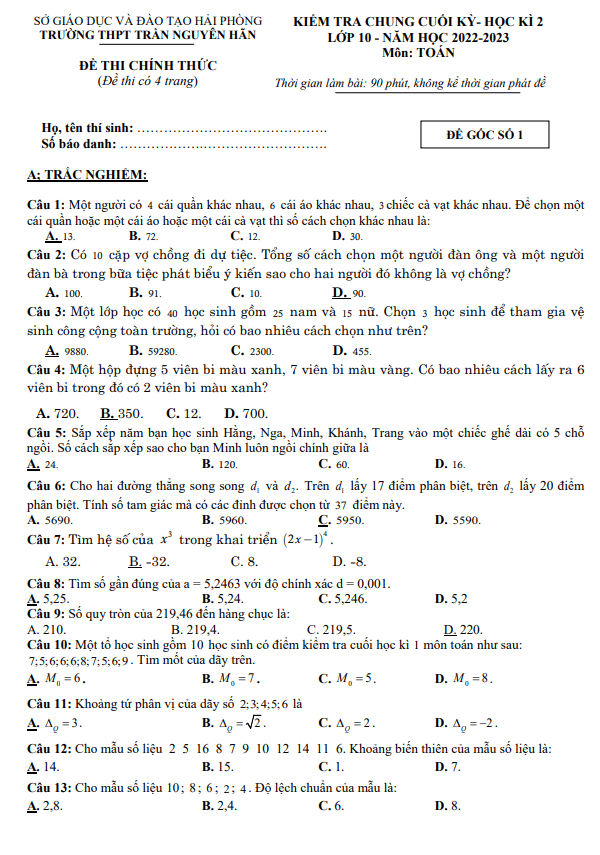 SỞ GIÁO DỤC VÀ ĐÀO TẠO HẢI PHÒNG
TRƯỜNG THPT TRẦN NGUYÊN HÃN
ĐỀ THI CHÍNH THỨC
(Đề thi có 4 trang)
KIỂM TRA CHUNG CUỐI KỲ- HỌC KÌ 2
LỚP 10 - NĂM HỌC 2022-2023
Môn: TOÁN
Thời gian làm bài: 90 phút, không kể thời gian phát đề
Họ, tên thí sinh: ……………………………………….
Số báo danh: ……………………………………….
ĐỀ GỐC SỐ 1
A; TRẮC NGHIỆM:
Câu 1: Một người có 4 cái quần khác nhau, 6 cái áo khác nhau, 3 chiếc cà vạt khác nhau. Để chọn một
cái quần hoặc một cái áo hoặc một cái cà vạt thì số cách chọn khác nhau là:
A. 13. B. 72. C. 12. D. 30.
Câu 2: Có 10 cặp vợ chồng đi dự tiệc. Tổng số cách chọn một người đàn ông và một người
đàn bà trong bữa tiệc phát biểu ý kiến sao cho hai người đó không là vợ chồng?
A. 100. B. 91. C. 10. D. 90.
Câu 3: Một lớp học có 40 học sinh gồm 25 nam và 15 nữ. Chọn 3 học sinh để tham gia vệ
sinh công cộng toàn trường, hỏi có bao nhiêu cách chọn như trên?
A. 9880. B. 59280. C. 2300. D. 455.
Câu 4: Một hộp đựng 5 viên bi màu xanh, 7 viên bi màu vàng. Có bao nhiêu cách lấy ra 6
viên bi trong đó có 2 viên bi màu xanh?
A. 720. B. 350. C. 12. D. 700.
Câu 5: Sắp xếp năm bạn học sinh Hằng, Nga, Minh, Khánh, Trang vào một chiếc ghế dài có 5 chỗ
ngồi. Số cách sắp xếp sao cho bạn Minh luôn ngồi chính giữa là
A. 24. B. 120. C. 60. D. 16.
Câu 6: Cho hai đường thẳng song song d₁ và d₂. Trên d₁ lấy 17 điểm phân biệt, trên d₂ lấy 20 điểm
phân biệt. Tính số tam giác mà có các đỉnh được chọn từ 37 điểm này.
A. 5690. B. 5960. C. 5950. D. 5590.
Câu 7: Tìm hệ số của x³ trong khai triển (2x−1)⁴.
A. 32. B. -32. C. 8. D. -8.
Câu 8: Tìm số gần đúng của a = 5,2463 với độ chính xác d = 0,001.
A. 5,25. B. 5,24. C. 5,246. D. 5,2
Câu 9: Số quy tròn của 219,46 đến hàng chục là:
A. 210. B. 219,4. C. 219,5. D. 220.
Câu 10: Một tổ học sinh gồm 10 học sinh có điểm kiểm tra cuối học kì 1 môn toán như sau:
7;5;6;6;6;8;7;5;6;9. Tìm mốt của dãy trên.
A. M₀ = 6. B. M₀ = 7. C. M₀ = 5. D. M₀ = 8.
Câu 11: Khoảng tứ phân vị của dãy số 2;3;4;5;6 là
A. Δ_Q = 3. B. Δ_Q = √2. C. Δ_Q = 2. D. Δ_Q = −2.
Câu 12: Cho mẫu số liệu 2 5 16 8 7 9 10 12 14 11 6. Khoảng biến thiên của mẫu số liệu là:
A. 14. B. 15. C. 1. D. 7.
Câu 13: Cho mẫu số liệu 10; 8; 6; 2; 4. Độ lệch chuẩn của mẫu là:
A. 2,8. B. 2,4. C. 6. D. 8.